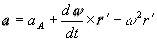 a = a_A + dω/dt × r′ − ω²r′